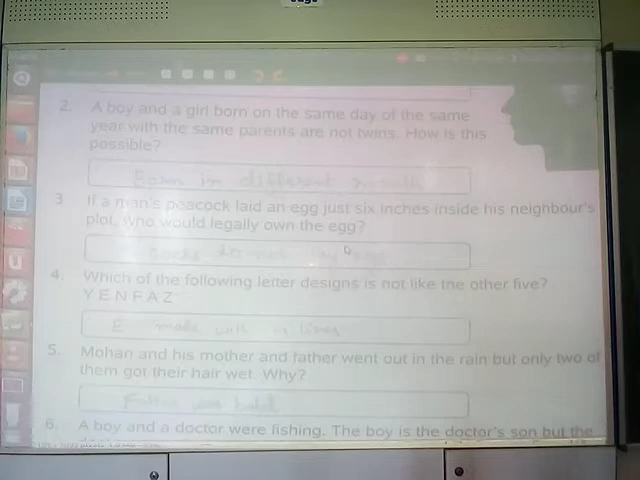 2. A boy and a girl born on the same day of the same
year with the same parents are not twins. How is this
possible?
Born in different month
3. If a man's peacock laid an egg just six inches inside his neighbour's
plot, who would legally own the egg?
4. Which of the following letter designs is not like the other five?
Y E N F A Z
E made with 4 lines
5. Mohan and his mother and father went out in the rain but only two of
them got their hair wet. Why?
Father was bald
6. A boy and a doctor were fishing. The boy is the doctor's son but the